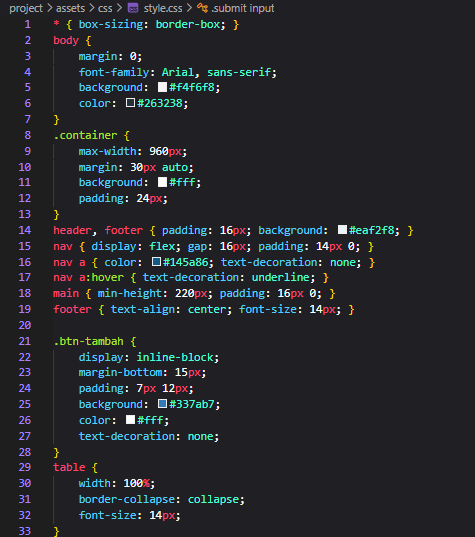 project > assets > css > style.css > .submit input
1 * { box-sizing: border-box; }
2 body {
3     margin: 0;
4     font-family: Arial, sans-serif;
5     background: #f4f6f8;
6     color: #263238;
7 }
8 .container {
9     max-width: 960px;
10     margin: 30px auto;
11     background: #fff;
12     padding: 24px;
13 }
14 header, footer { padding: 16px; background: #eaf2f8; }
15 nav { display: flex; gap: 16px; padding: 14px 0; }
16 nav a { color: #145a86; text-decoration: none; }
17 nav a:hover { text-decoration: underline; }
18 main { min-height: 220px; padding: 16px 0; }
19 footer { text-align: center; font-size: 14px; }
20
21 .btn-tambah {
22     display: inline-block;
23     margin-bottom: 15px;
24     padding: 7px 12px;
25     background: #337ab7;
26     color: #fff;
27     text-decoration: none;
28 }
29 table {
30     width: 100%;
31     border-collapse: collapse;
32     font-size: 14px;
33 }